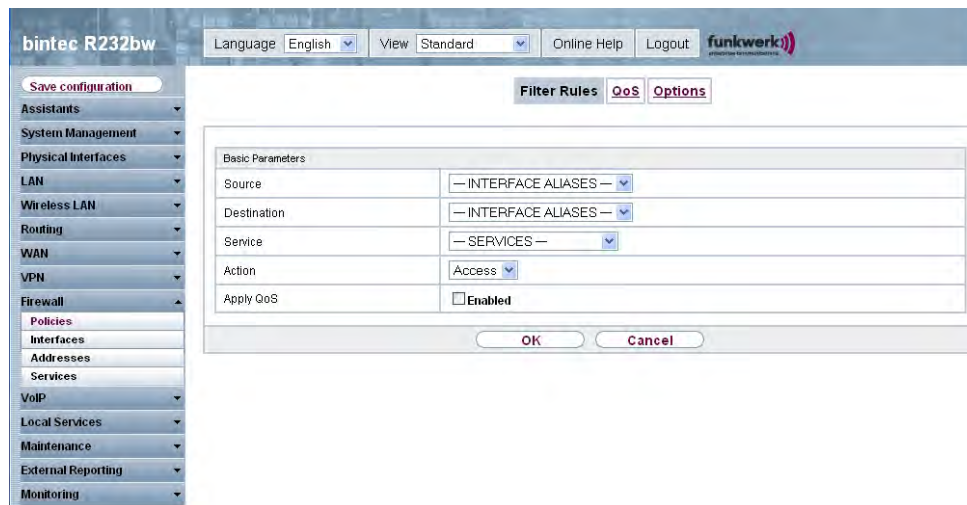 bintec R232bw
Language English View Standard Online Help Logout funkwerk
Save configuration
Assistants
System Management
Physical Interfaces
LAN
Wireless LAN
Routing
WAN
VPN
Firewall
Policies
Interfaces
Addresses
Services
VoIP
Local Services
Maintenance
External Reporting
Monitoring
Filter Rules QoS Options
Basic Parameters
Source — INTERFACE ALIASES —
Destination — INTERFACE ALIASES —
Service — SERVICES —
Action Access
Apply QoS Enabled
OK Cancel